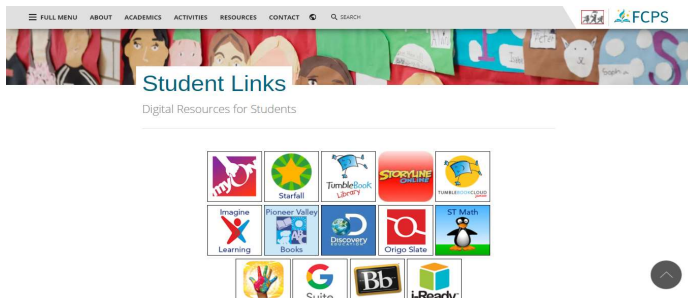 FULL MENU ABOUT ACADEMICS ACTIVITIES RESOURCES CONTACT SEARCH
FCPS
Student Links
Digital Resources for Students
myOn
Starfall
TumbleBook
Library
STORYLINE
ONLINE
TUMBLEBOOKCLOUD
Imagine
Learning
Pioneer Valley
Books
Discovery
EDUCATION
Origo Slate
ST Math
G Suite
Bb
i-Ready